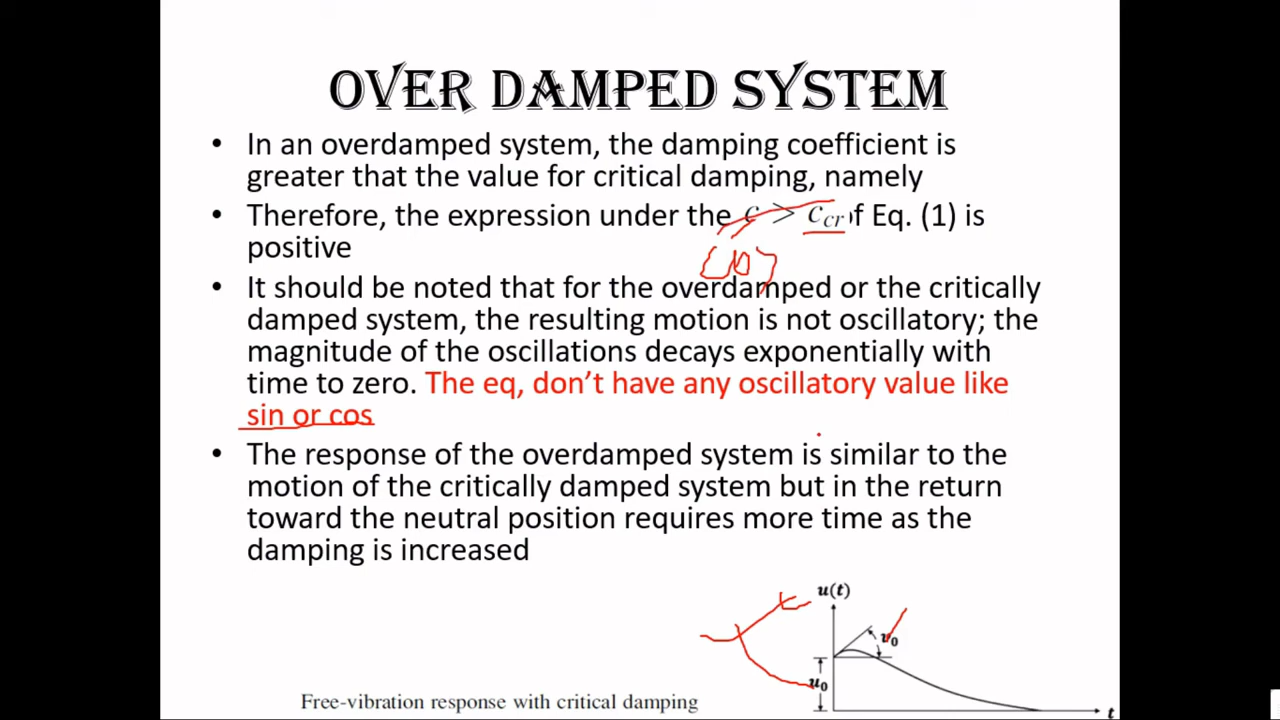 OVER DAMPED SYSTEM
• In an overdamped system, the damping coefficient is
greater that the value for critical damping, namely
• Therefore, the expression under the c > c_cr of Eq. (1) is
positive
(10)
• It should be noted that for the overdamped or the critically
damped system, the resulting motion is not oscillatory; the
magnitude of the oscillations decays exponentially with
time to zero. The eq, don’t have any oscillatory value like
sin or cos
• The response of the overdamped system is similar to the
motion of the critically damped system but in the return
toward the neutral position requires more time as the
damping is increased
u(t)
v₀
u₀
Free-vibration response with critical damping
t